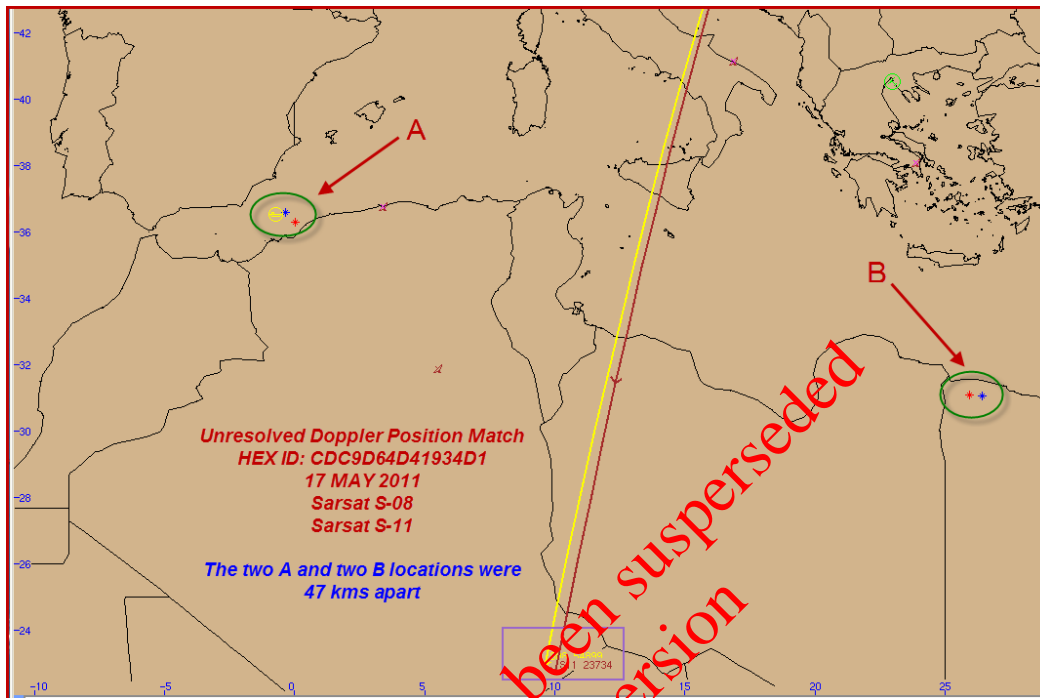 42
40
38
36
34
32
30
28
26
24
A
B
Unresolved Doppler Position Match
HEX ID: CDC9D64D41934D1
17 MAY 2011
Sarsat S-08
Sarsat S-11
The two A and two B locations were
47 kms apart
been susperseded
ersion
23734
-10
0
5
10
15
20
25